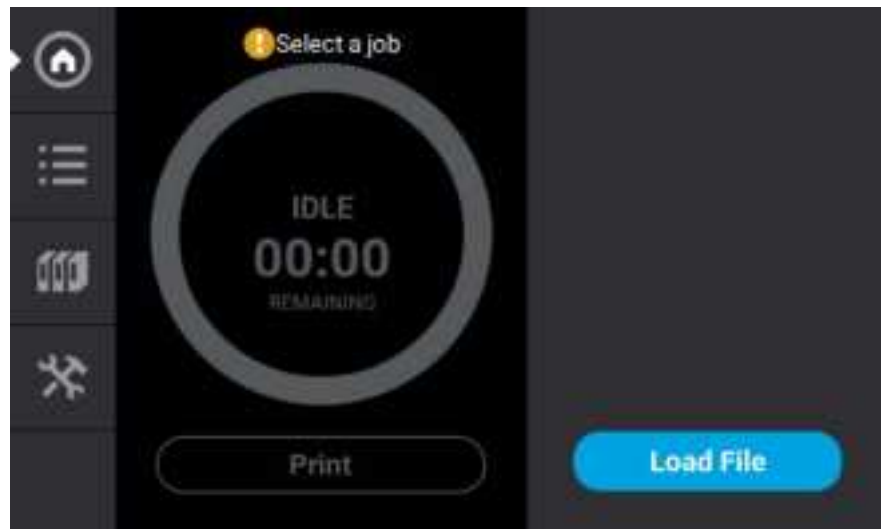 Select a job
IDLE
00:00
REMAINING
Print
Load File